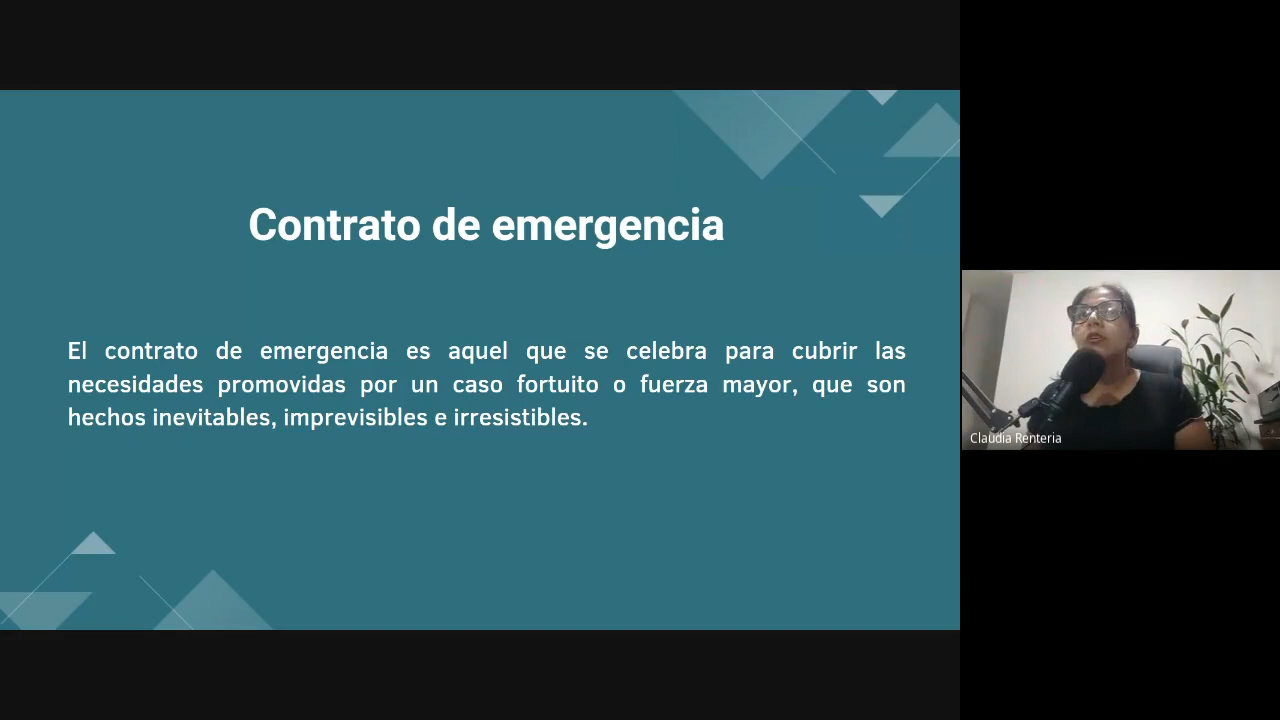 Contrato de emergencia
El contrato de emergencia es aquel que se celebra para cubrir las
necesidades promovidas por un caso fortuito o fuerza mayor, que son
hechos inevitables, imprevisibles e irresistibles.
Claudia Renteria